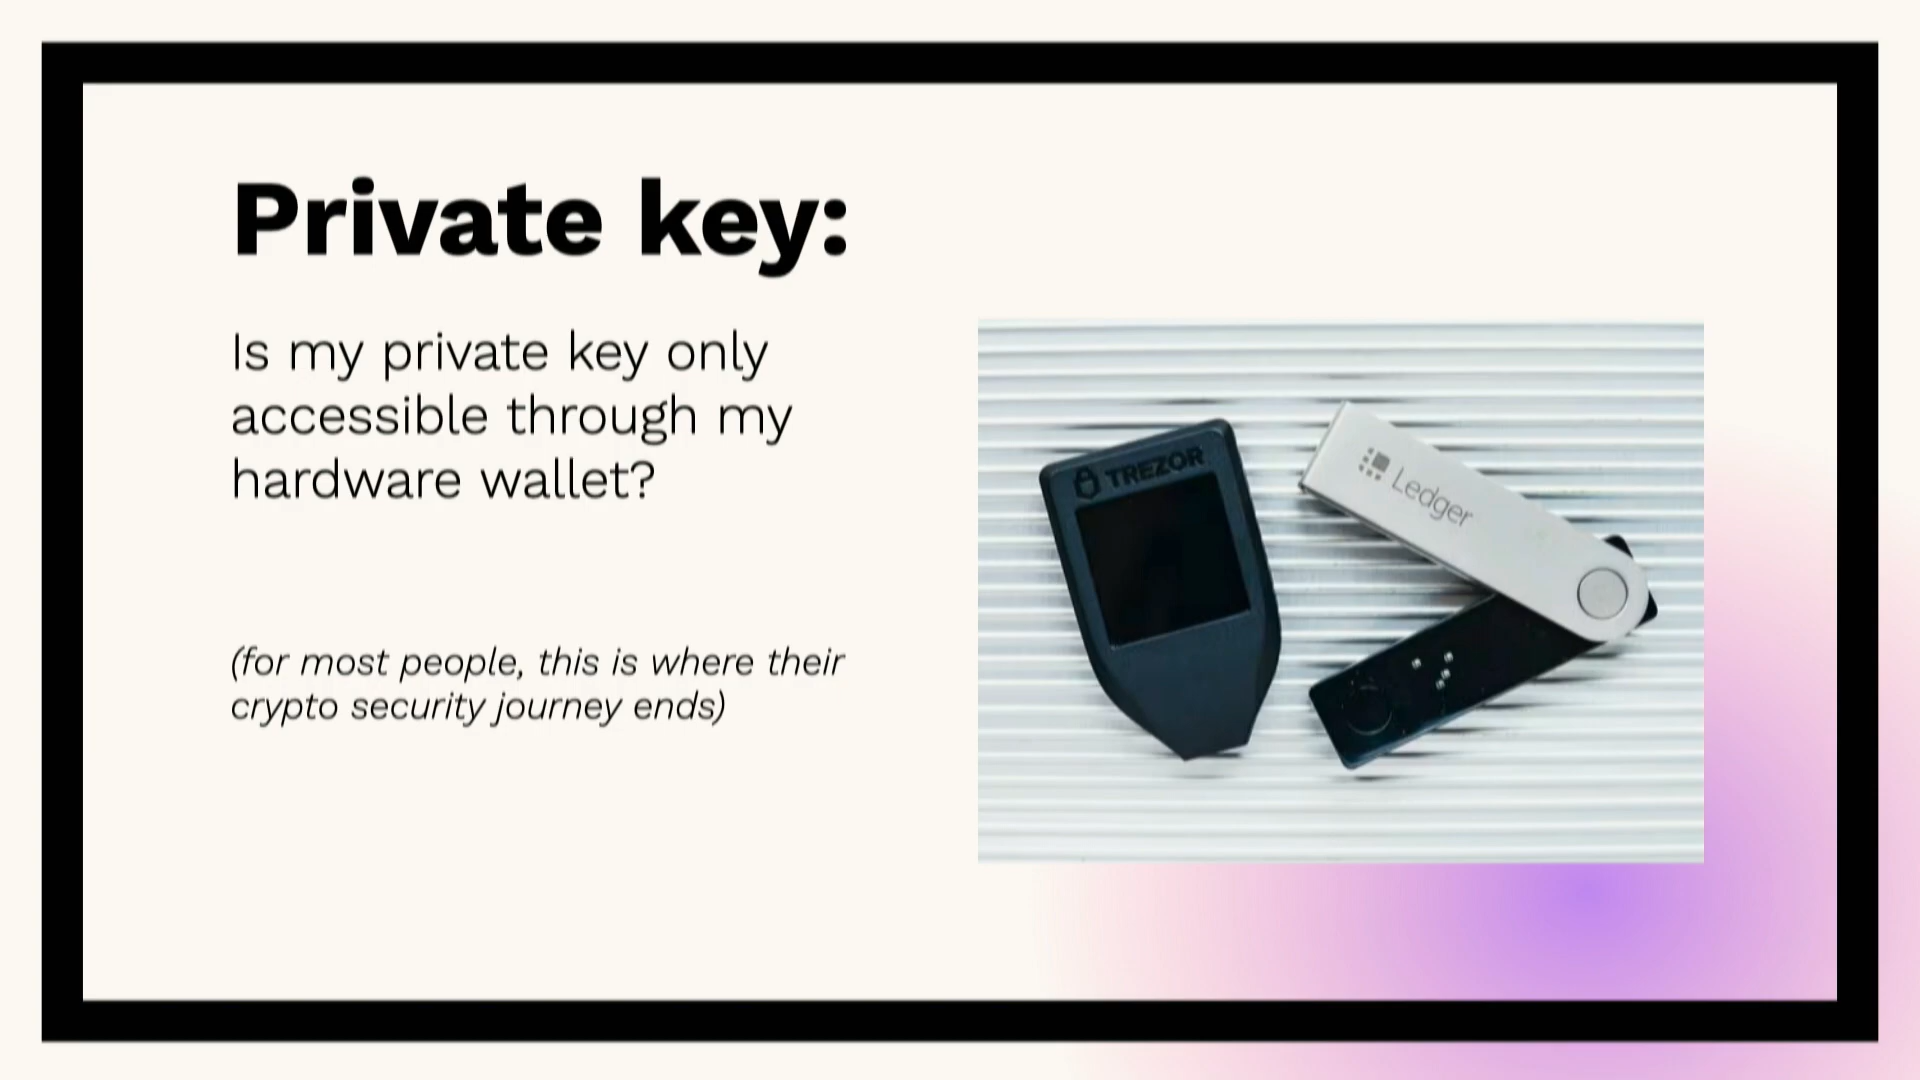 Private key:
Is my private key only
accessible through my
hardware wallet?
(for most people, this is where their
crypto security journey ends)
TREZOR
Ledger